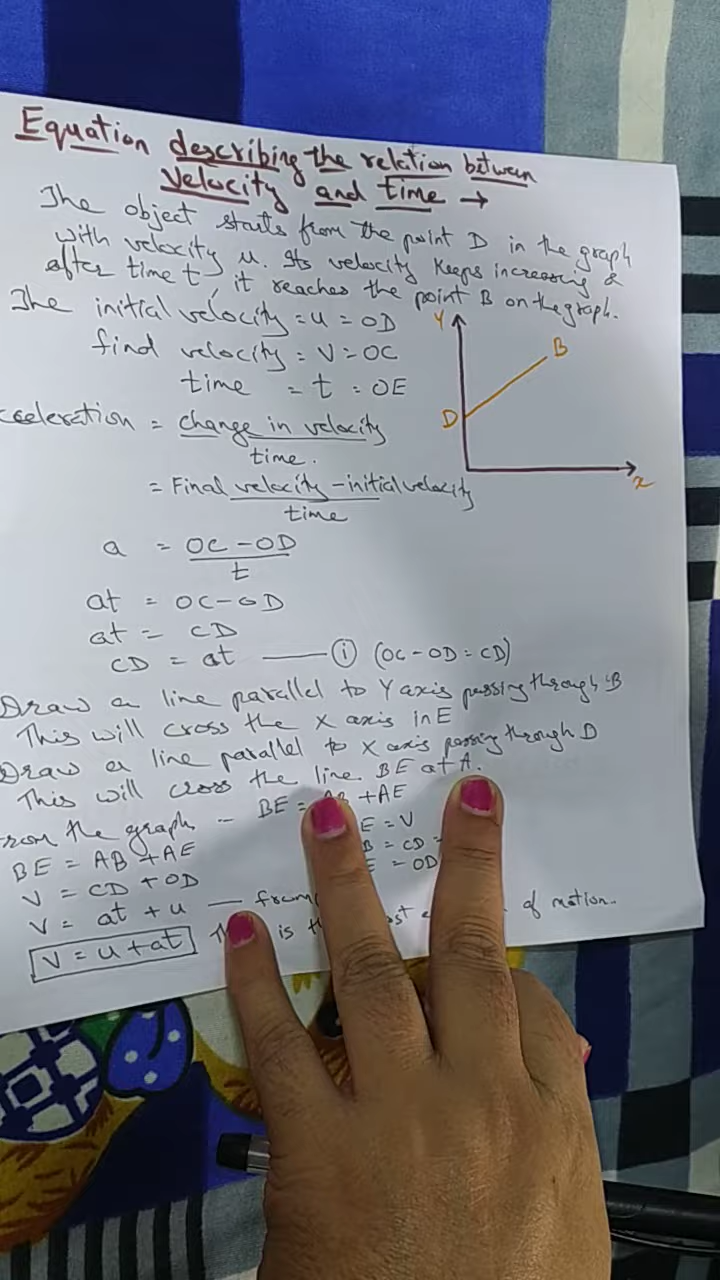 Equation describing the relation between
Velocity and time →
The object starts from the point D in the graph
with velocity u. Its velocity keeps increasing &
after time t, it reaches the point B on the graph.
The initial velocity = u = OD
find velocity = V = OC
time = t = OE
cceleration = change in velocity
time.
= Final velocity - initial velocity
time
a = OC - OD
t
at = OC - OD
at = CD
CD = at —— (i) (OC - OD = CD)
Y
B
D
x
Draw a line parallel to Y axis passing through B
This will cross the X axis in E
Draw a line parallel to X axis passing through D
This will cross the line BE at A.
From the graph - BE = AB + AE
BE = AB + AE
E = V
V = CD + OD
B = CD =
E = OD
V = at + u — from
V = u + at
is of motion.